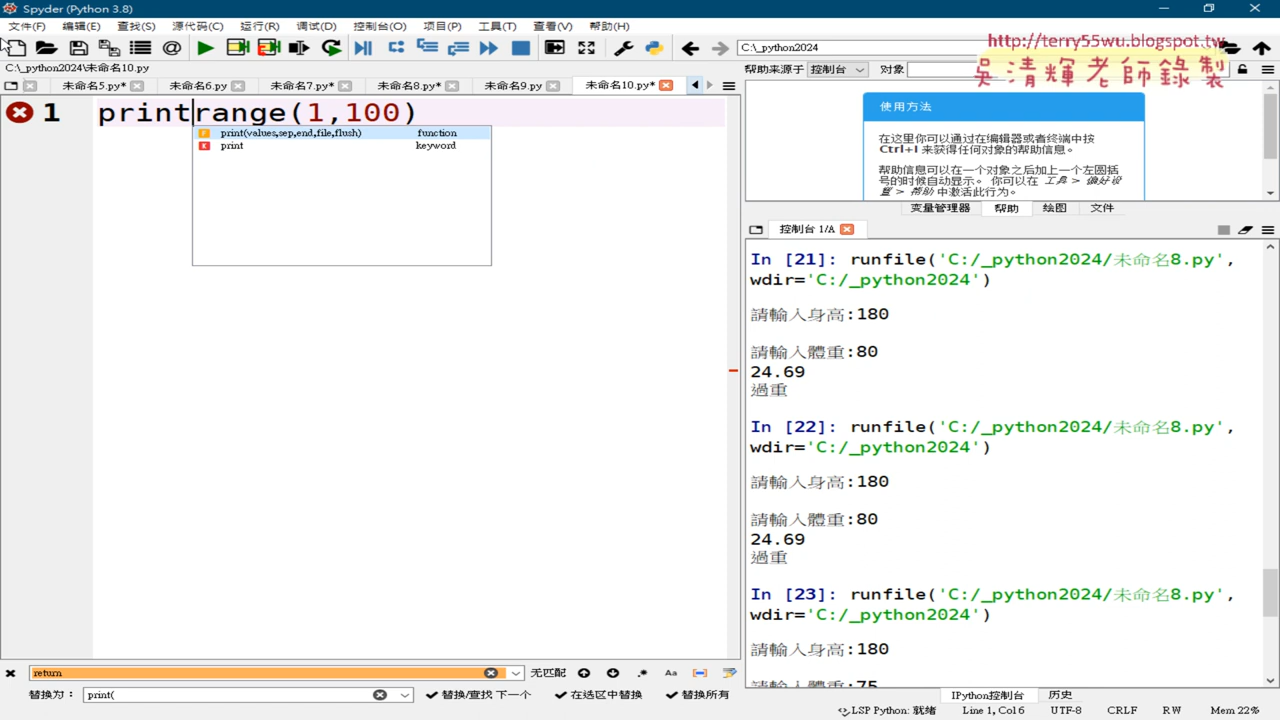 Spyder (Python 3.8)
文件(F) 编辑(E) 查找(S) 源代码(C) 运行(R) 调试(D) 控制台(O) 项目(P) 工具(T) 查看(V) 帮助(H)
C:\_python2024
http://terry55wu.blogspot.tw
吳清輝老師錄製
C:\_python2024\未命名10.py
帮助来源于 控制台 对象
未命名5.py* 未命名6.py 未命名7.py* 未命名8.py* 未命名9.py 未命名10.py*
1 printrange(1,100)
print(values,sep,end,file,flush) function
print keyword
使用方法
在这里你可以通过在编辑器或者终端中按
Ctrl+I 来获得任何对象的帮助信息。
帮助信息可以在一个对象之后加上一个左圆括
号的时候自动显示。 你可以在 工具 > 偏好设
置 > 帮助 中激活此行为。
变量管理器 帮助 绘图 文件
控制台 1/A
In [21]: runfile('C:/_python2024/未命名8.py',
wdir='C:/_python2024')
請輸入身高:180
請輸入體重:80
24.69
過重
In [22]: runfile('C:/_python2024/未命名8.py',
wdir='C:/_python2024')
請輸入身高:180
請輸入體重:80
24.69
過重
In [23]: runfile('C:/_python2024/未命名8.py',
wdir='C:/_python2024')
請輸入身高:180
請輸入體重:75
return 无匹配 Aa
替换为： print( 替换/查找 下一个 在选区中替换 替换所有
IPython控制台 历史
LSP Python: 就绪 Line 1, Col 6 UTF-8 CRLF RW Mem 22%